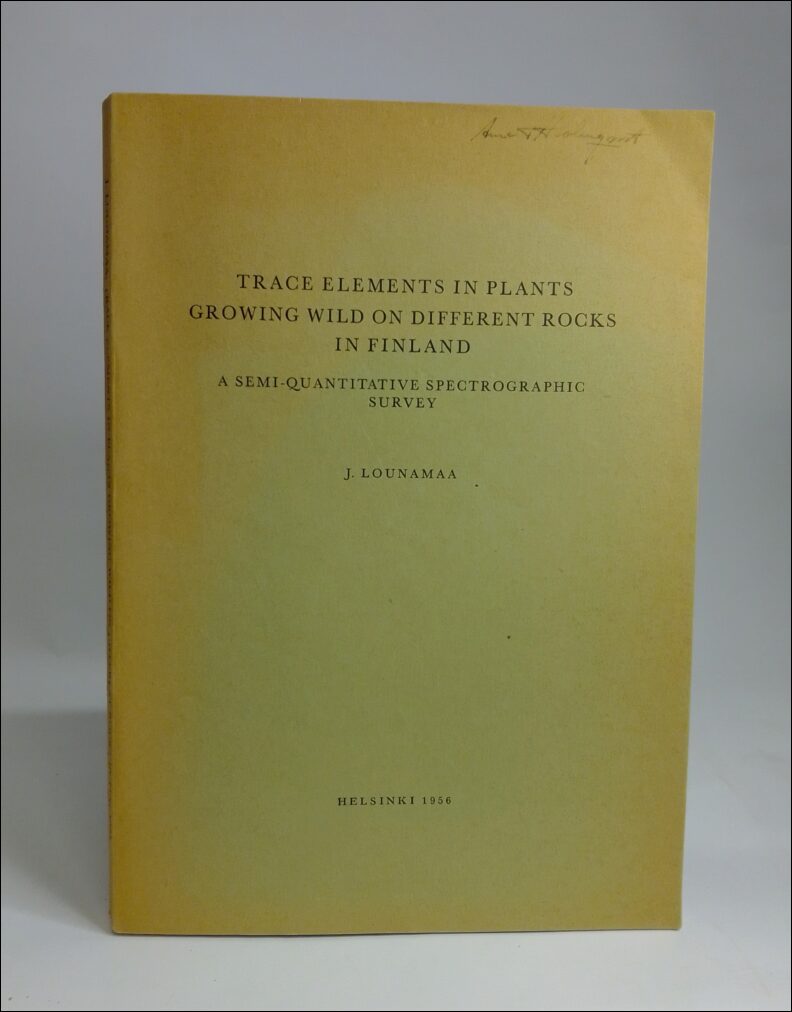 TRACE ELEMENTS IN PLANTS
GROWING WILD ON DIFFERENT ROCKS
IN FINLAND
A SEMI-QUANTITATIVE SPECTROGRAPHIC
SURVEY
J. LOUNAMAA
HELSINKI 1956